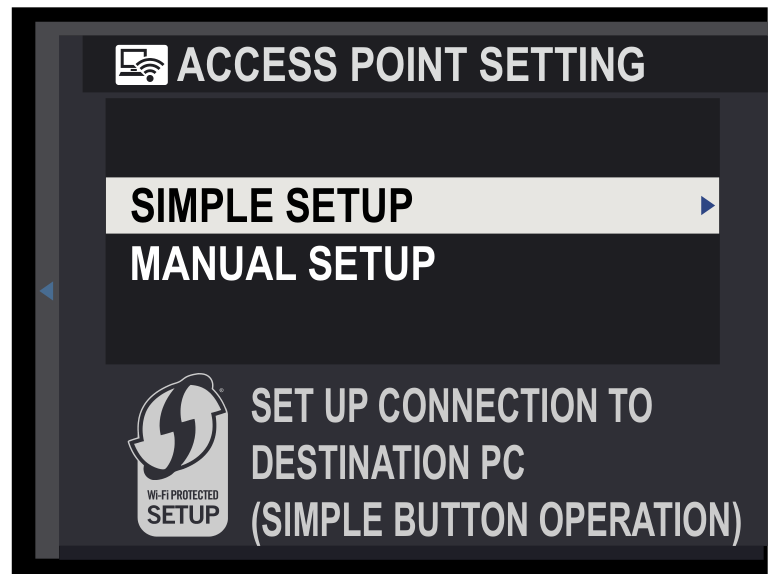 ACCESS POINT SETTING
SIMPLE SETUP
MANUAL SETUP
SET UP CONNECTION TO
DESTINATION PC
(SIMPLE BUTTON OPERATION)
Wi-Fi PROTECTED
SETUP